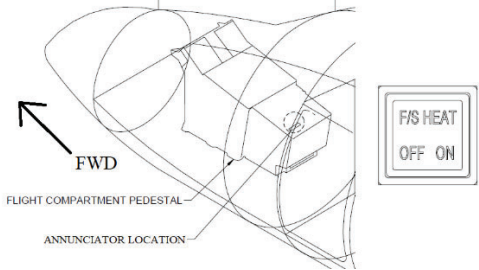 F/S HEAT
OFF ON
FWD
FLIGHT COMPARTMENT PEDESTAL
ANNUNCIATOR LOCATION